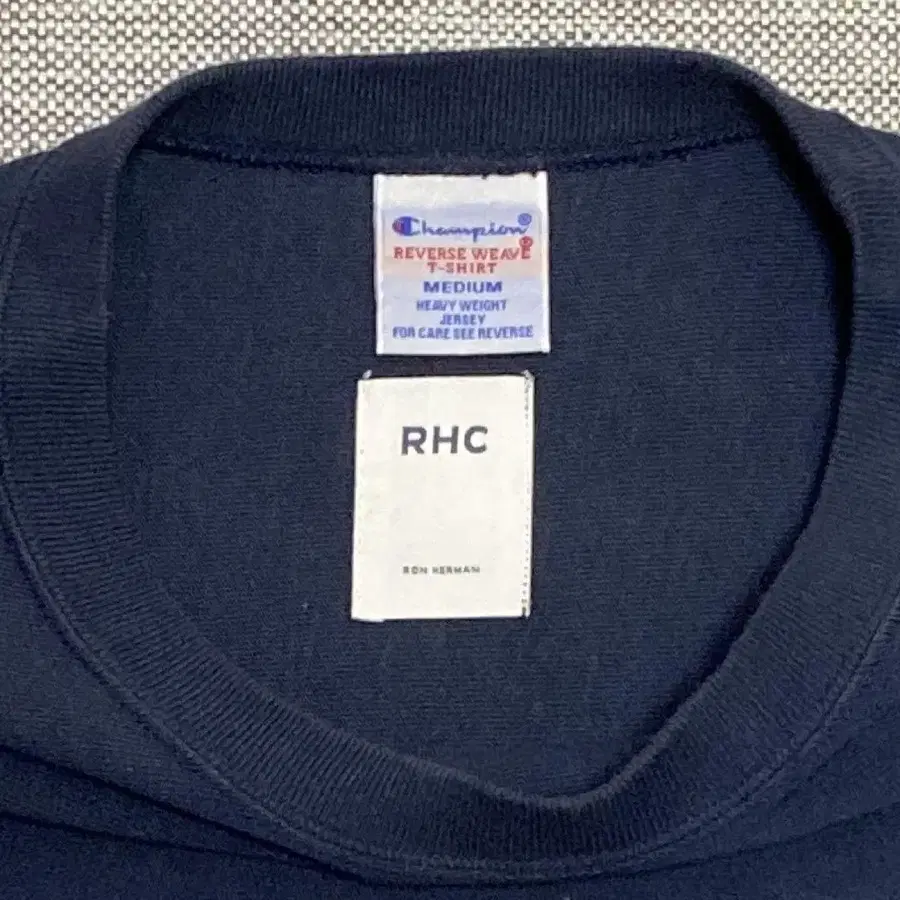 Champion®
REVERSE WEAVE®
T-SHIRT
MEDIUM
HEAVY WEIGHT
JERSEY
FOR CARE SEE REVERSE
RHC
RON HERMAN